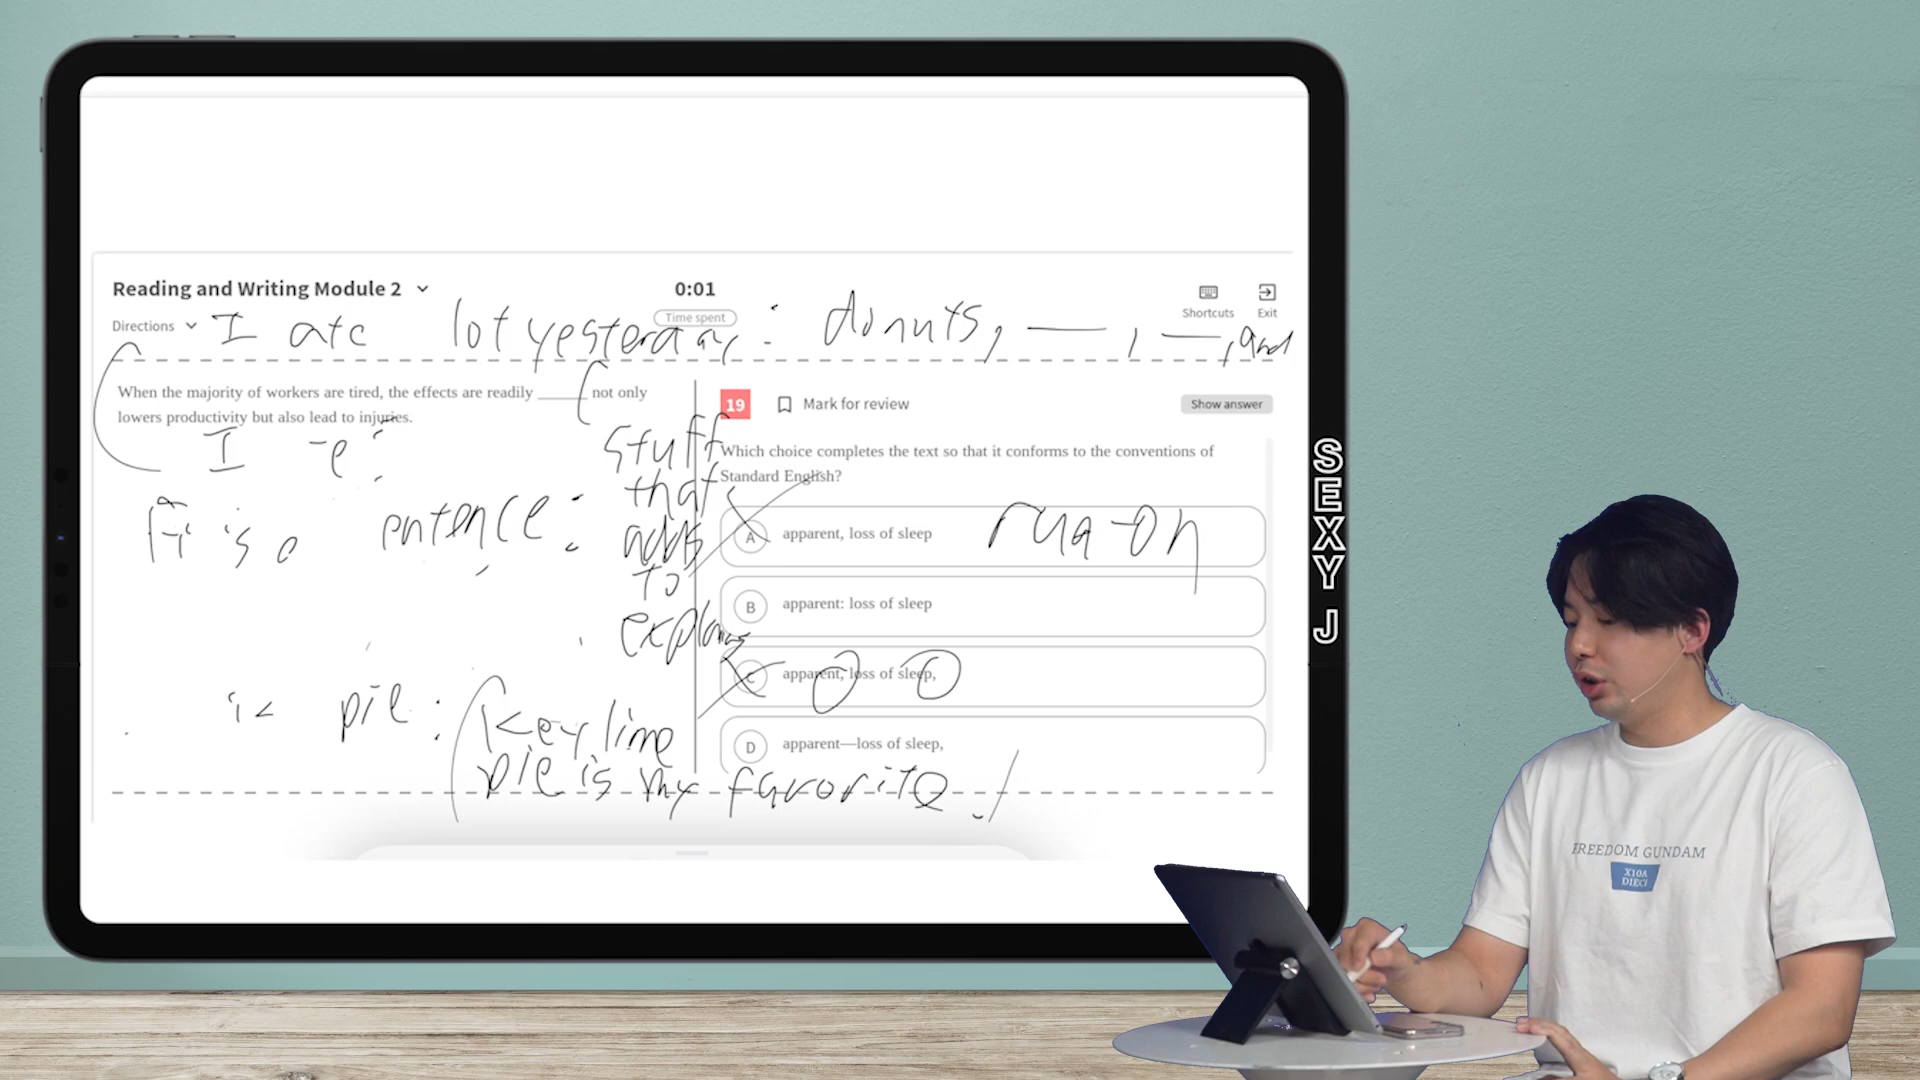 Reading and Writing Module 2
0:01
Time spent
Shortcuts
Exit
Directions
I ate lot yesterday: donuts, —, —, and
When the majority of workers are tired, the effects are readily _____ not only
lowers productivity but also lead to injuries.
19
Mark for review
Show answer
Which choice completes the text so that it conforms to the conventions of
Standard English?
A apparent, loss of sleep
run-on
B apparent: loss of sleep
C apparent, loss of sleep,
D apparent—loss of sleep,
I
stuff
that
adds
to
explain
pie: (key lime
pie is my favorite.)
SEXY J
FREEDOM GUNDAM
X10A
DIECI